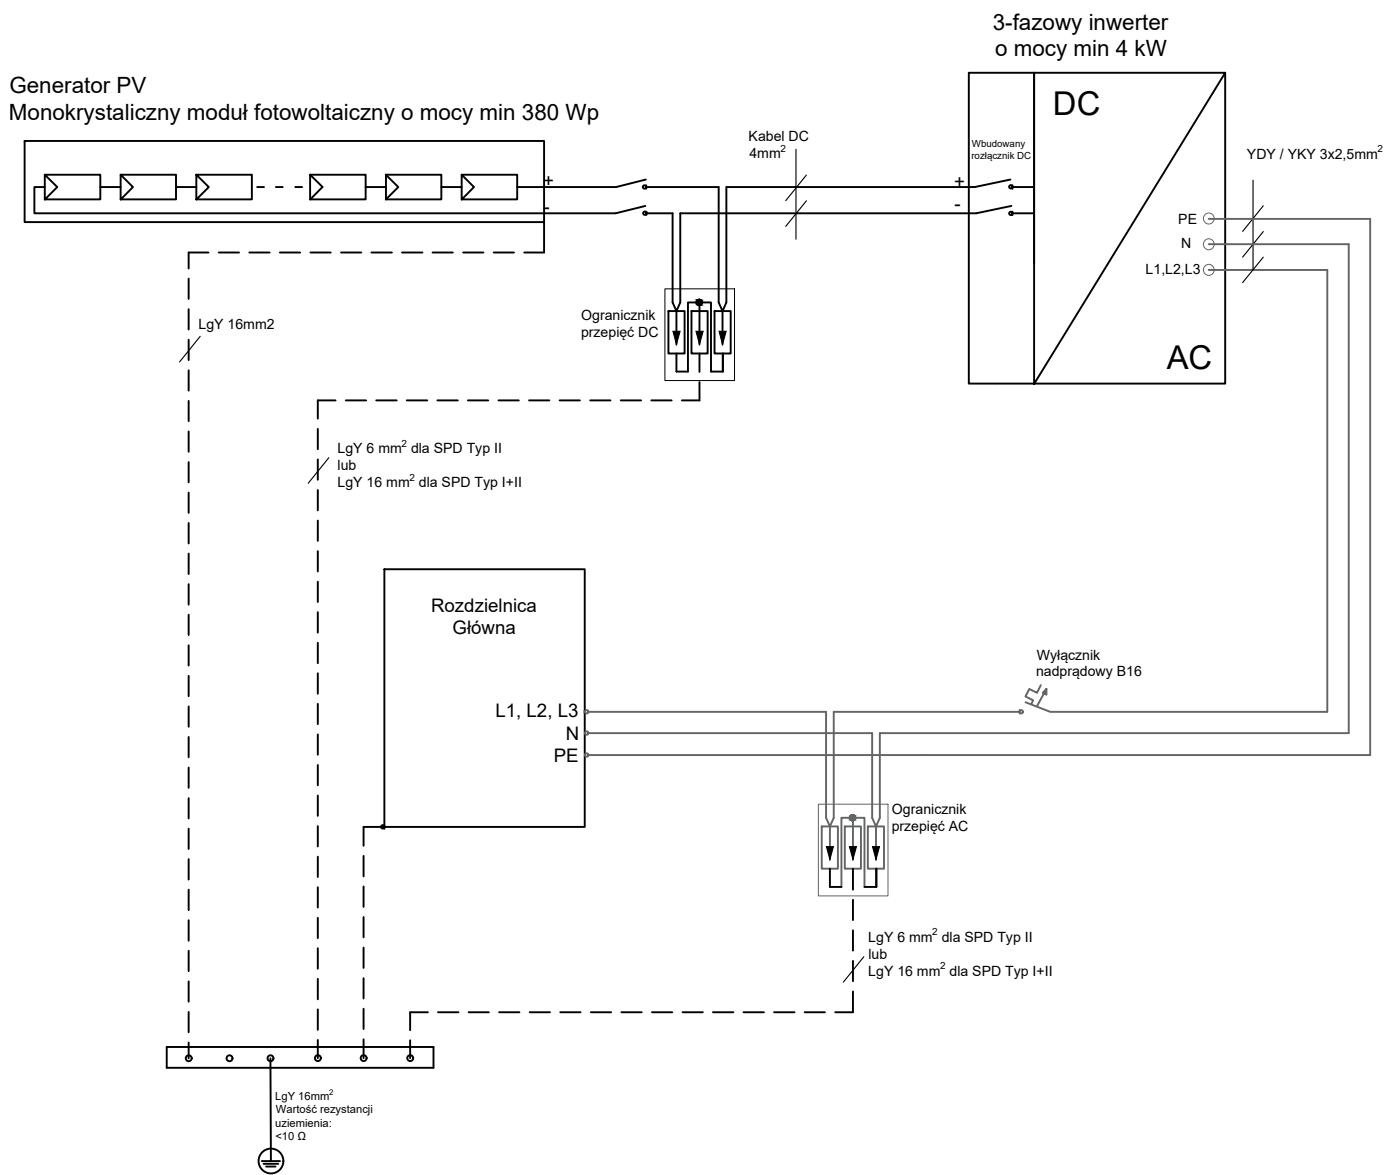 3-fazowy inwerter
o mocy min 4 kW
Generator PV
Monokrystaliczny moduł fotowoltaiczny o mocy min 380 Wp
Kabel DC
4mm²
Wbudowany
rozłącznik DC
DC
AC
YDY / YKY 3x2,5mm²
+
-
+
-
PE
N
L1,L2,L3
LgY 16mm2
Ogranicznik
przepięć DC
LgY 6 mm² dla SPD Typ II
lub
LgY 16 mm² dla SPD Typ I+II
Rozdzielnica
Główna
L1, L2, L3
N
PE
Wyłącznik
nadprądowy B16
Ogranicznik
przepięć AC
LgY 6 mm² dla SPD Typ II
lub
LgY 16 mm² dla SPD Typ I+II
LgY 16mm²
Wartość rezystancji
uziemienia:
<10 Ω